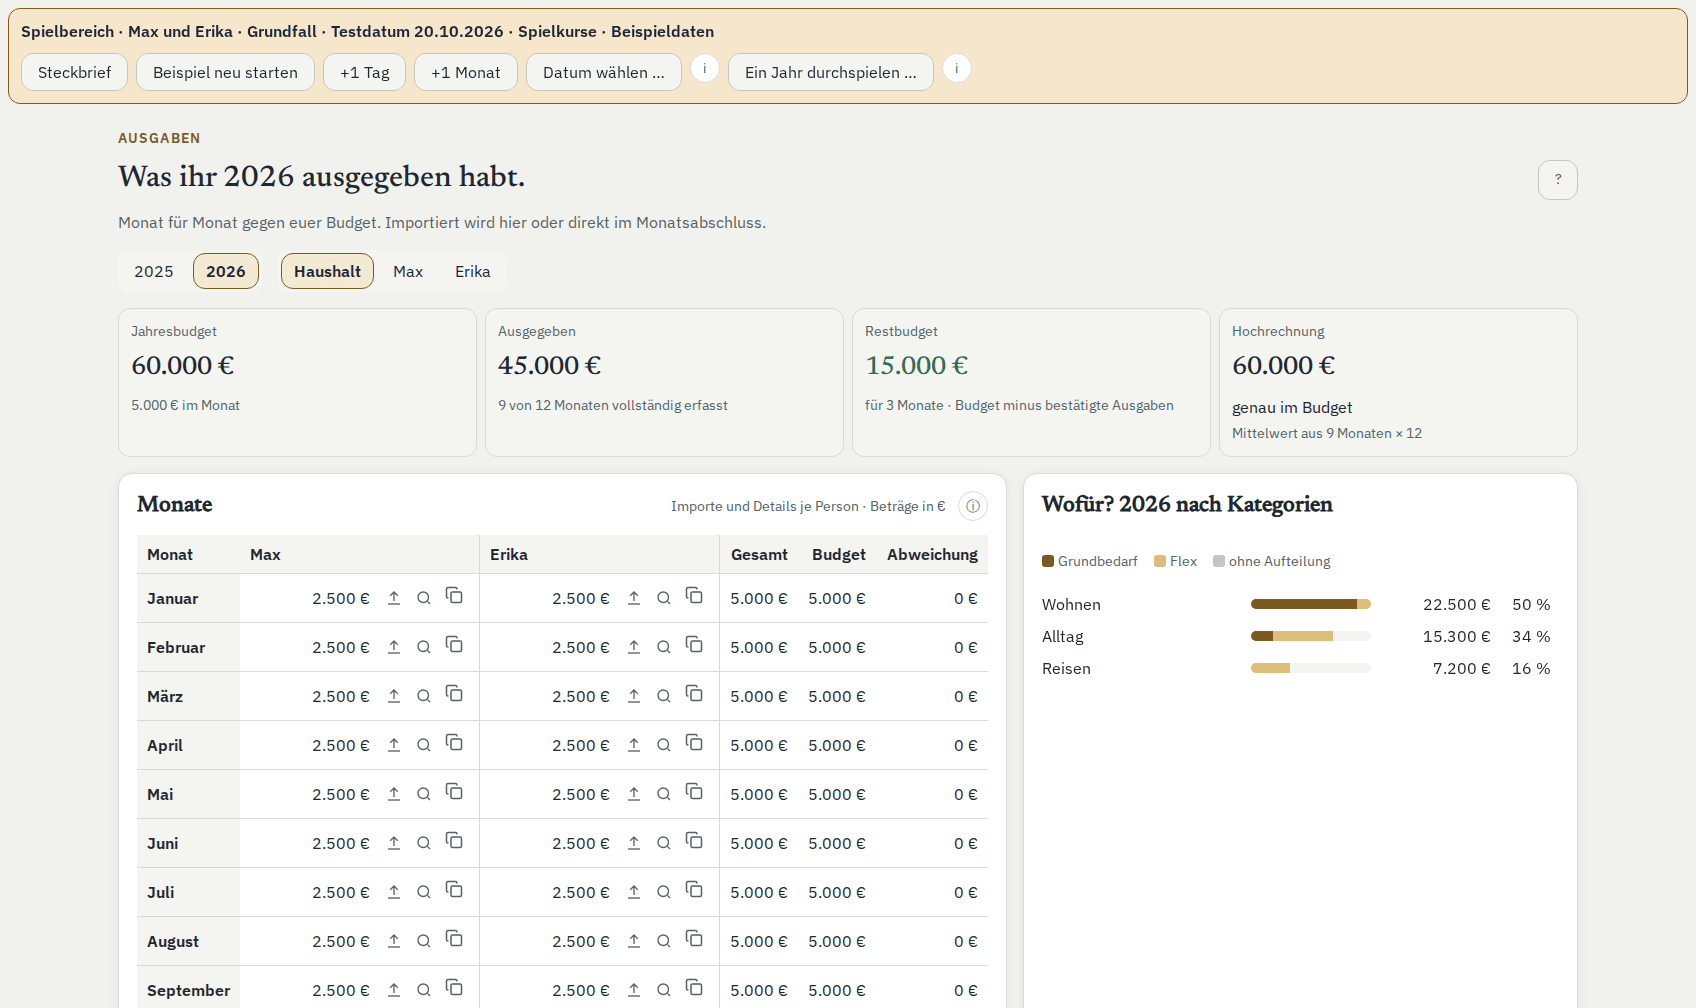 Spielbereich · Max und Erika · Grundfall · Testdatum 20.10.2026 · Spielkurse · Beispieldaten
Steckbrief Beispiel neu starten +1 Tag +1 Monat Datum wählen ... i Ein Jahr durchspielen ... i
AUSGABEN
Was ihr 2026 ausgegeben habt.
?
Monat für Monat gegen euer Budget. Importiert wird hier oder direkt im Monatsabschluss.
2025 2026 Haushalt Max Erika
Jahresbudget
60.000 €
5.000 € im Monat
Ausgegeben
45.000 €
9 von 12 Monaten vollständig erfasst
Restbudget
15.000 €
für 3 Monate · Budget minus bestätigte Ausgaben
Hochrechnung
60.000 €
genau im Budget
Mittelwert aus 9 Monaten × 12
Monate
Importe und Details je Person · Beträge in € ⓘ
Monat Max Erika Gesamt Budget Abweichung
Januar 2.500 € 2.500 € 5.000 € 5.000 € 0 €
Februar 2.500 € 2.500 € 5.000 € 5.000 € 0 €
März 2.500 € 2.500 € 5.000 € 5.000 € 0 €
April 2.500 € 2.500 € 5.000 € 5.000 € 0 €
Mai 2.500 € 2.500 € 5.000 € 5.000 € 0 €
Juni 2.500 € 2.500 € 5.000 € 5.000 € 0 €
Juli 2.500 € 2.500 € 5.000 € 5.000 € 0 €
August 2.500 € 2.500 € 5.000 € 5.000 € 0 €
September 2.500 € 2.500 € 5.000 € 5.000 € 0 €
Wofür? 2026 nach Kategorien
Grundbedarf Flex ohne Aufteilung
Wohnen 22.500 € 50 %
Alltag 15.300 € 34 %
Reisen 7.200 € 16 %